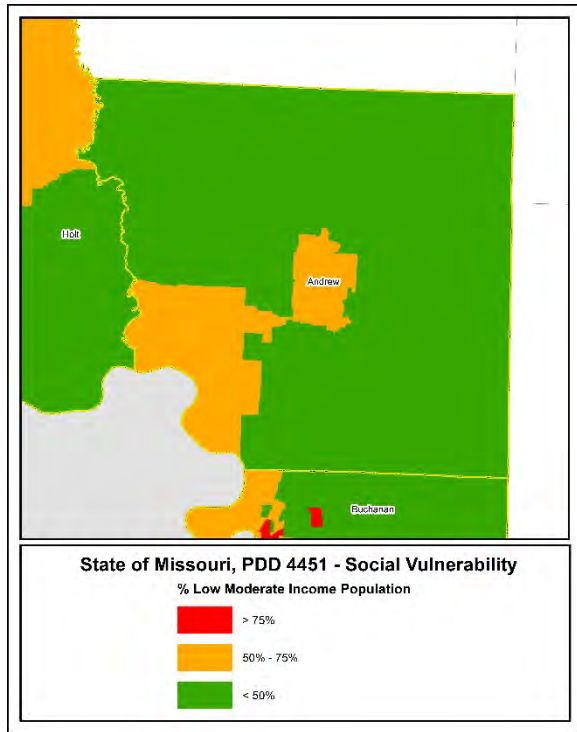 Holt
Andrew
Buchanan
State of Missouri, PDD 4451 - Social Vulnerability
% Low Moderate Income Population
> 75%
50% - 75%
< 50%